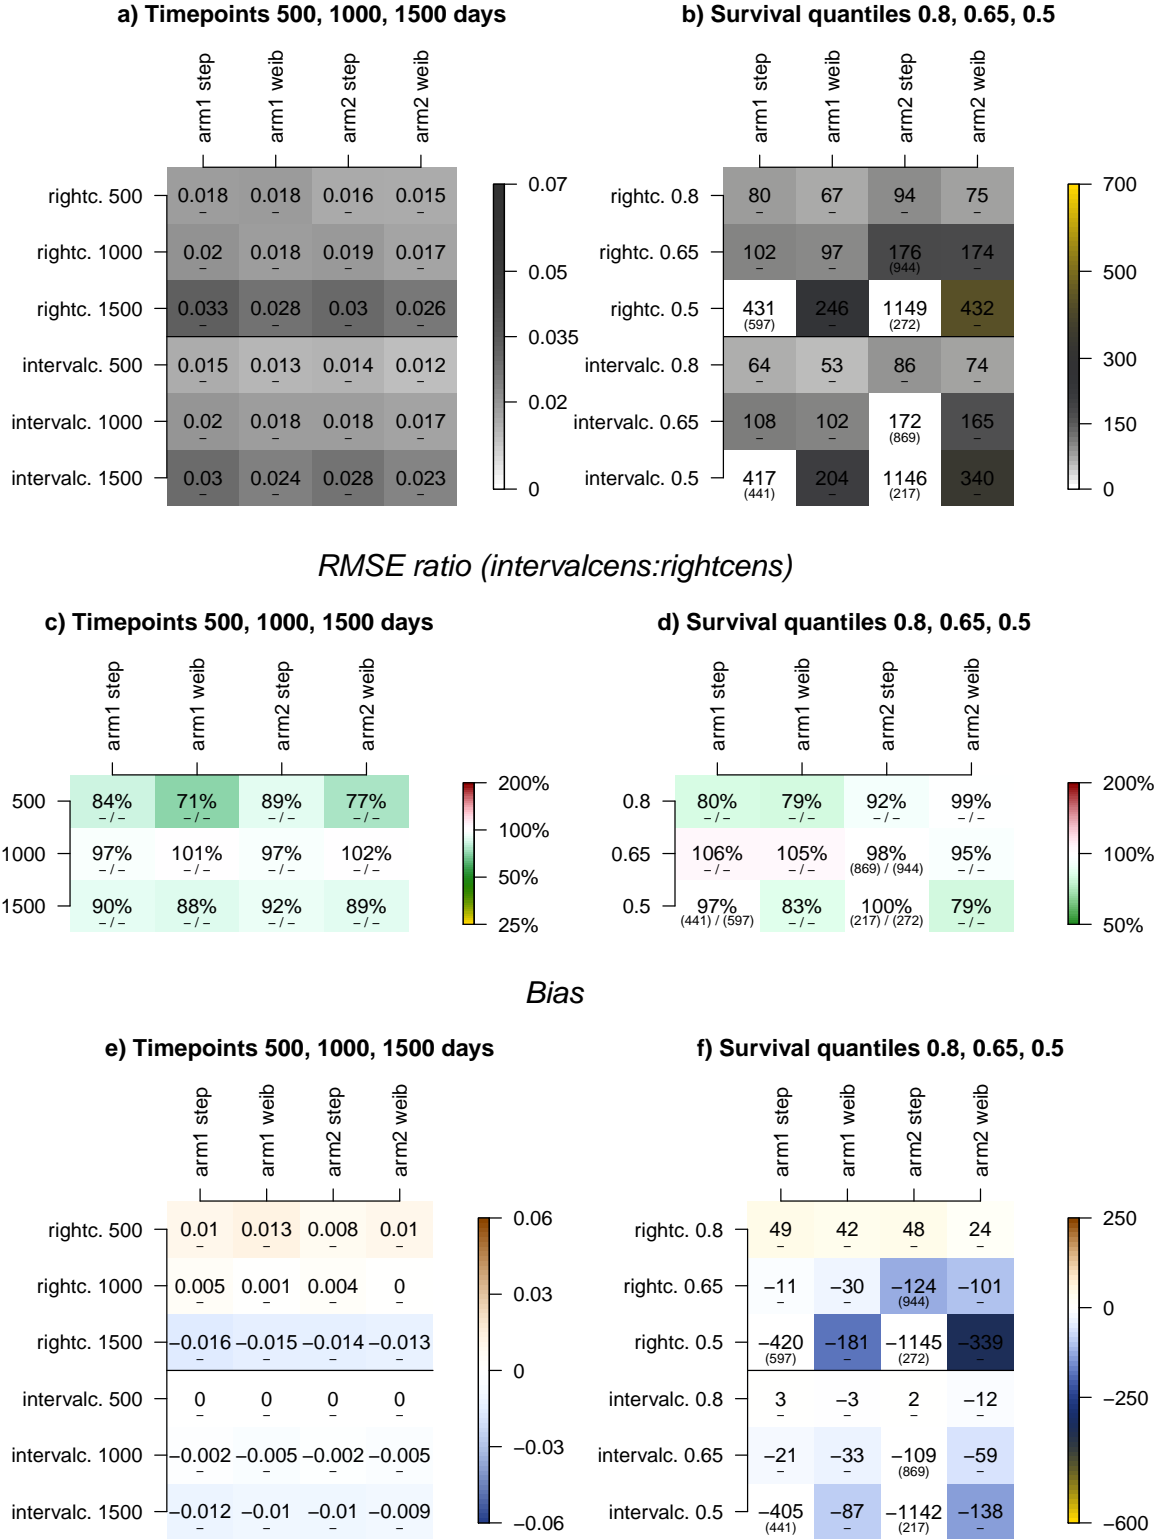 a) Timepoints 500, 1000, 1500 days
arm1 step
arm1 weib
arm2 step
arm2 weib
rightc. 500
0.018 0.018 0.016 0.015
– – – –
rightc. 1000
0.02 0.018 0.019 0.017
– – – –
rightc. 1500
0.033 0.028 0.03 0.026
– – – –
intervalc. 500
0.015 0.013 0.014 0.012
– – – –
intervalc. 1000
0.02 0.018 0.018 0.017
– – – –
intervalc. 1500
0.03 0.024 0.028 0.023
– – – –
0.07
0.05
0.035
0.02
0
b) Survival quantiles 0.8, 0.65, 0.5
arm1 step
arm1 weib
arm2 step
arm2 weib
rightc. 0.8
80 67 94 75
– – – –
rightc. 0.65
102 97 176 174
– – (944) –
rightc. 0.5
431 246 1149 432
(597) – (272) –
intervalc. 0.8
64 53 86 74
– – – –
intervalc. 0.65
108 102 172 165
– – (869) –
intervalc. 0.5
417 204 1146 340
(441) – (217) –
700
500
300
150
0
RMSE ratio (intervalcens:rightcens)
c) Timepoints 500, 1000, 1500 days
arm1 step
arm1 weib
arm2 step
arm2 weib
500
84% 71% 89% 77%
– / – – / – – / – – / –
1000
97% 101% 97% 102%
– / – – / – – / – – / –
1500
90% 88% 92% 89%
– / – – / – – / – – / –
200%
100%
50%
25%
d) Survival quantiles 0.8, 0.65, 0.5
arm1 step
arm1 weib
arm2 step
arm2 weib
0.8
80% 79% 92% 99%
– / – – / – – / – – / –
0.65
106% 105% 98% 95%
– / – – / – (869) / (944) – / –
0.5
97% 83% 100% 79%
(441) / (597) – / – (217) / (272) – / –
200%
100%
50%
Bias
e) Timepoints 500, 1000, 1500 days
arm1 step
arm1 weib
arm2 step
arm2 weib
rightc. 500
0.01 0.013 0.008 0.01
– – – –
rightc. 1000
0.005 0.001 0.004 0
– – – –
rightc. 1500
−0.016 −0.015 −0.014 −0.013
– – – –
intervalc. 500
0 0 0 0
– – – –
intervalc. 1000
−0.002 −0.005 −0.002 −0.005
– – – –
intervalc. 1500
−0.012 −0.01 −0.01 −0.009
– – – –
0.06
0.03
0
−0.03
−0.06
f) Survival quantiles 0.8, 0.65, 0.5
arm1 step
arm1 weib
arm2 step
arm2 weib
rightc. 0.8
49 42 48 24
– – – –
rightc. 0.65
−11 −30 −124 −101
– – (944) –
rightc. 0.5
−420 −181 −1145 −339
(597) – (272) –
intervalc. 0.8
3 −3 2 −12
– – – –
intervalc. 0.65
−21 −33 −109 −59
– – (869) –
intervalc. 0.5
−405 −87 −1142 −138
(441) – (217) –
250
0
−250
−600